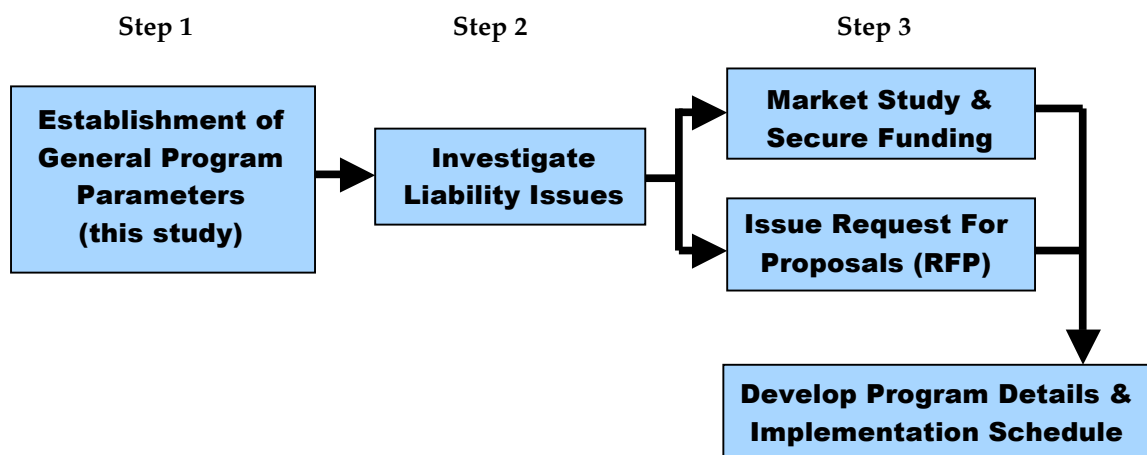 Step 1
Step 2
Step 3
Establishment of
General Program
Parameters
(this study)
Investigate
Liability Issues
Market Study &
Secure Funding
Issue Request For
Proposals (RFP)
Develop Program Details &
Implementation Schedule